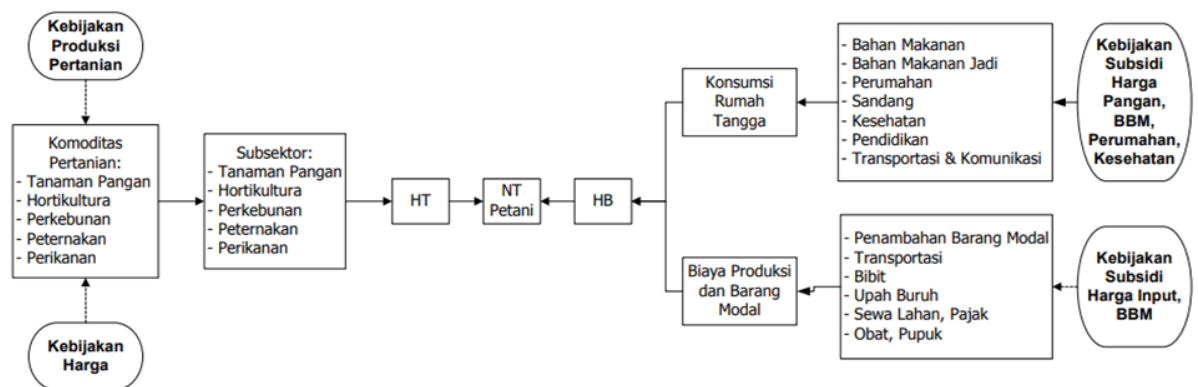 Kebijakan
Produksi
Pertanian
Komoditas
Pertanian:
- Tanaman Pangan
- Hortikultura
- Perkebunan
- Peternakan
- Perikanan
Kebijakan
Harga
Subsektor:
- Tanaman Pangan
- Hortikultura
- Perkebunan
- Peternakan
- Perikanan
HT
NT
Petani
HB
Konsumsi
Rumah
Tangga
- Bahan Makanan
- Bahan Makanan Jadi
- Perumahan
- Sandang
- Kesehatan
- Pendidikan
- Transportasi & Komunikasi
Kebijakan
Subsidi
Harga
Pangan,
BBM,
Perumahan,
Kesehatan
Biaya Produksi
dan Barang
Modal
- Penambahan Barang Modal
- Transportasi
- Bibit
- Upah Buruh
- Sewa Lahan, Pajak
- Obat, Pupuk
Kebijakan
Subsidi
Harga Input,
BBM